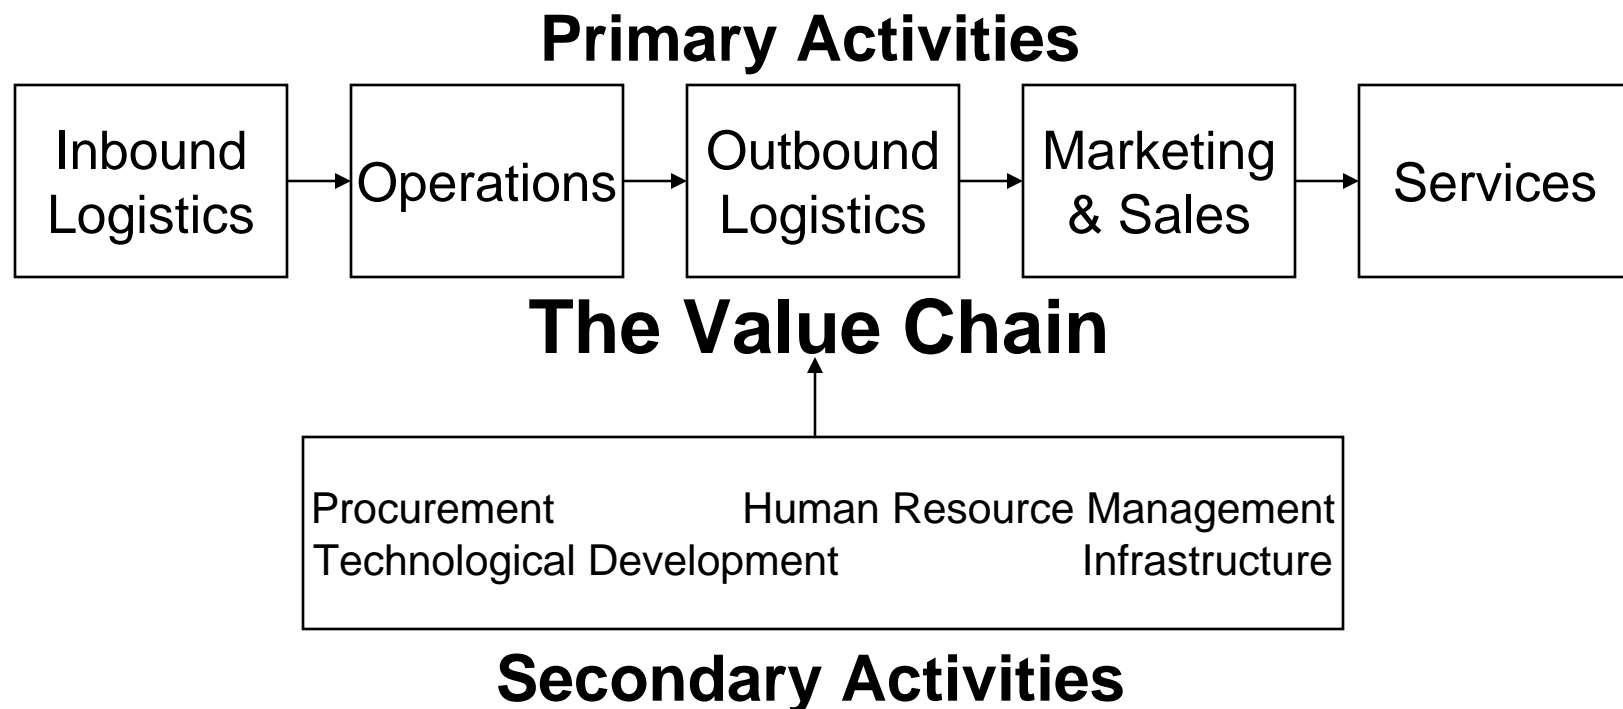 Primary Activities
Inbound
Logistics
Operations
Outbound
Logistics
Marketing
& Sales
Services
The Value Chain
Procurement Human Resource Management
Technological Development Infrastructure
Secondary Activities